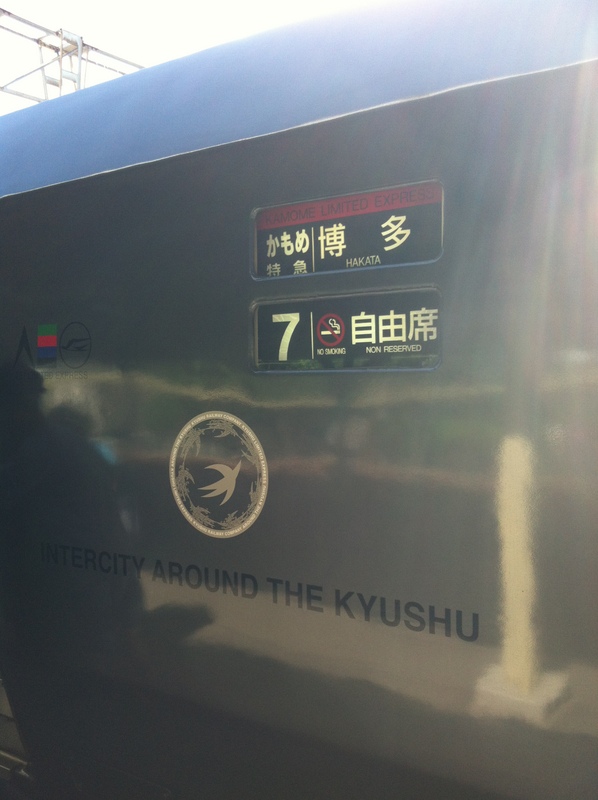 KAMOME LIMITED EXPRESS
かもめ 博多
特急 HAKATA
7 自由席
NO SMOKING NON RESERVED
INTERCITY AROUND THE KYUSHU